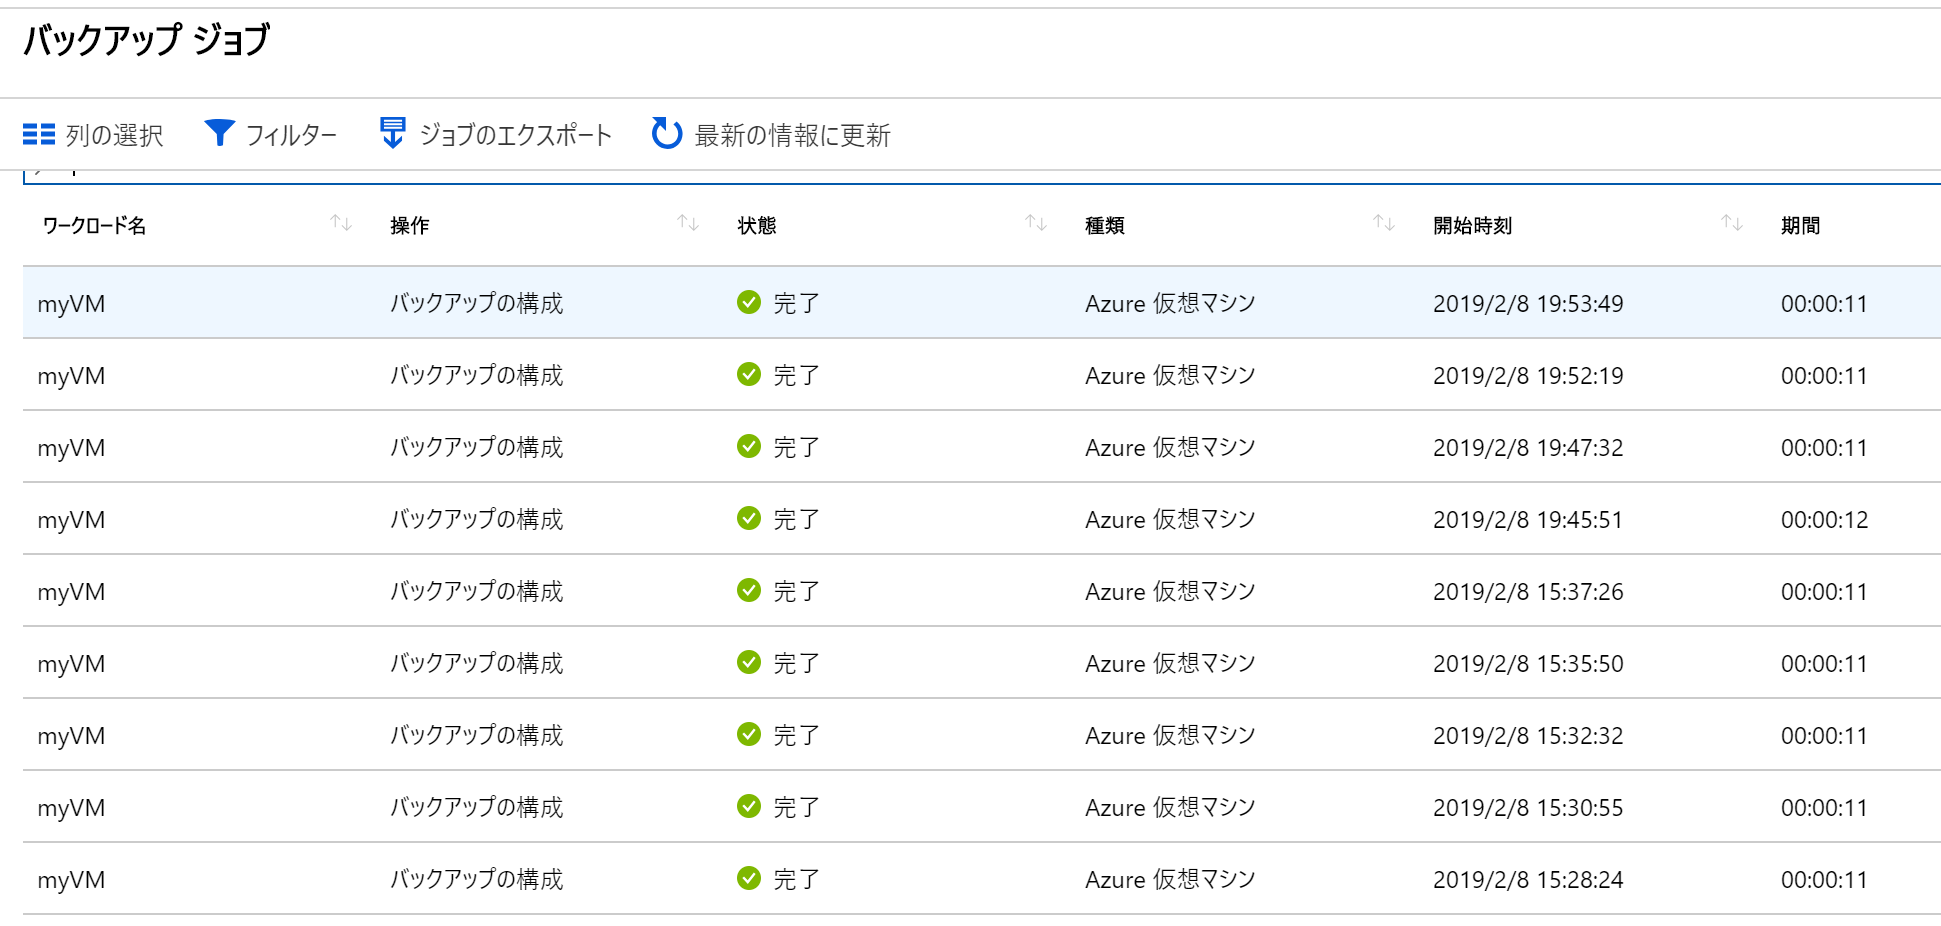 バックアップ ジョブ
列の選択 フィルター ジョブのエクスポート 最新の情報に更新
ワークロード名 操作 状態 種類 開始時刻 期間
myVM バックアップの構成 完了 Azure 仮想マシン 2019/2/8 19:53:49 00:00:11
myVM バックアップの構成 完了 Azure 仮想マシン 2019/2/8 19:52:19 00:00:11
myVM バックアップの構成 完了 Azure 仮想マシン 2019/2/8 19:47:32 00:00:11
myVM バックアップの構成 完了 Azure 仮想マシン 2019/2/8 19:45:51 00:00:12
myVM バックアップの構成 完了 Azure 仮想マシン 2019/2/8 15:37:26 00:00:11
myVM バックアップの構成 完了 Azure 仮想マシン 2019/2/8 15:35:50 00:00:11
myVM バックアップの構成 完了 Azure 仮想マシン 2019/2/8 15:32:32 00:00:11
myVM バックアップの構成 完了 Azure 仮想マシン 2019/2/8 15:30:55 00:00:11
myVM バックアップの構成 完了 Azure 仮想マシン 2019/2/8 15:28:24 00:00:11